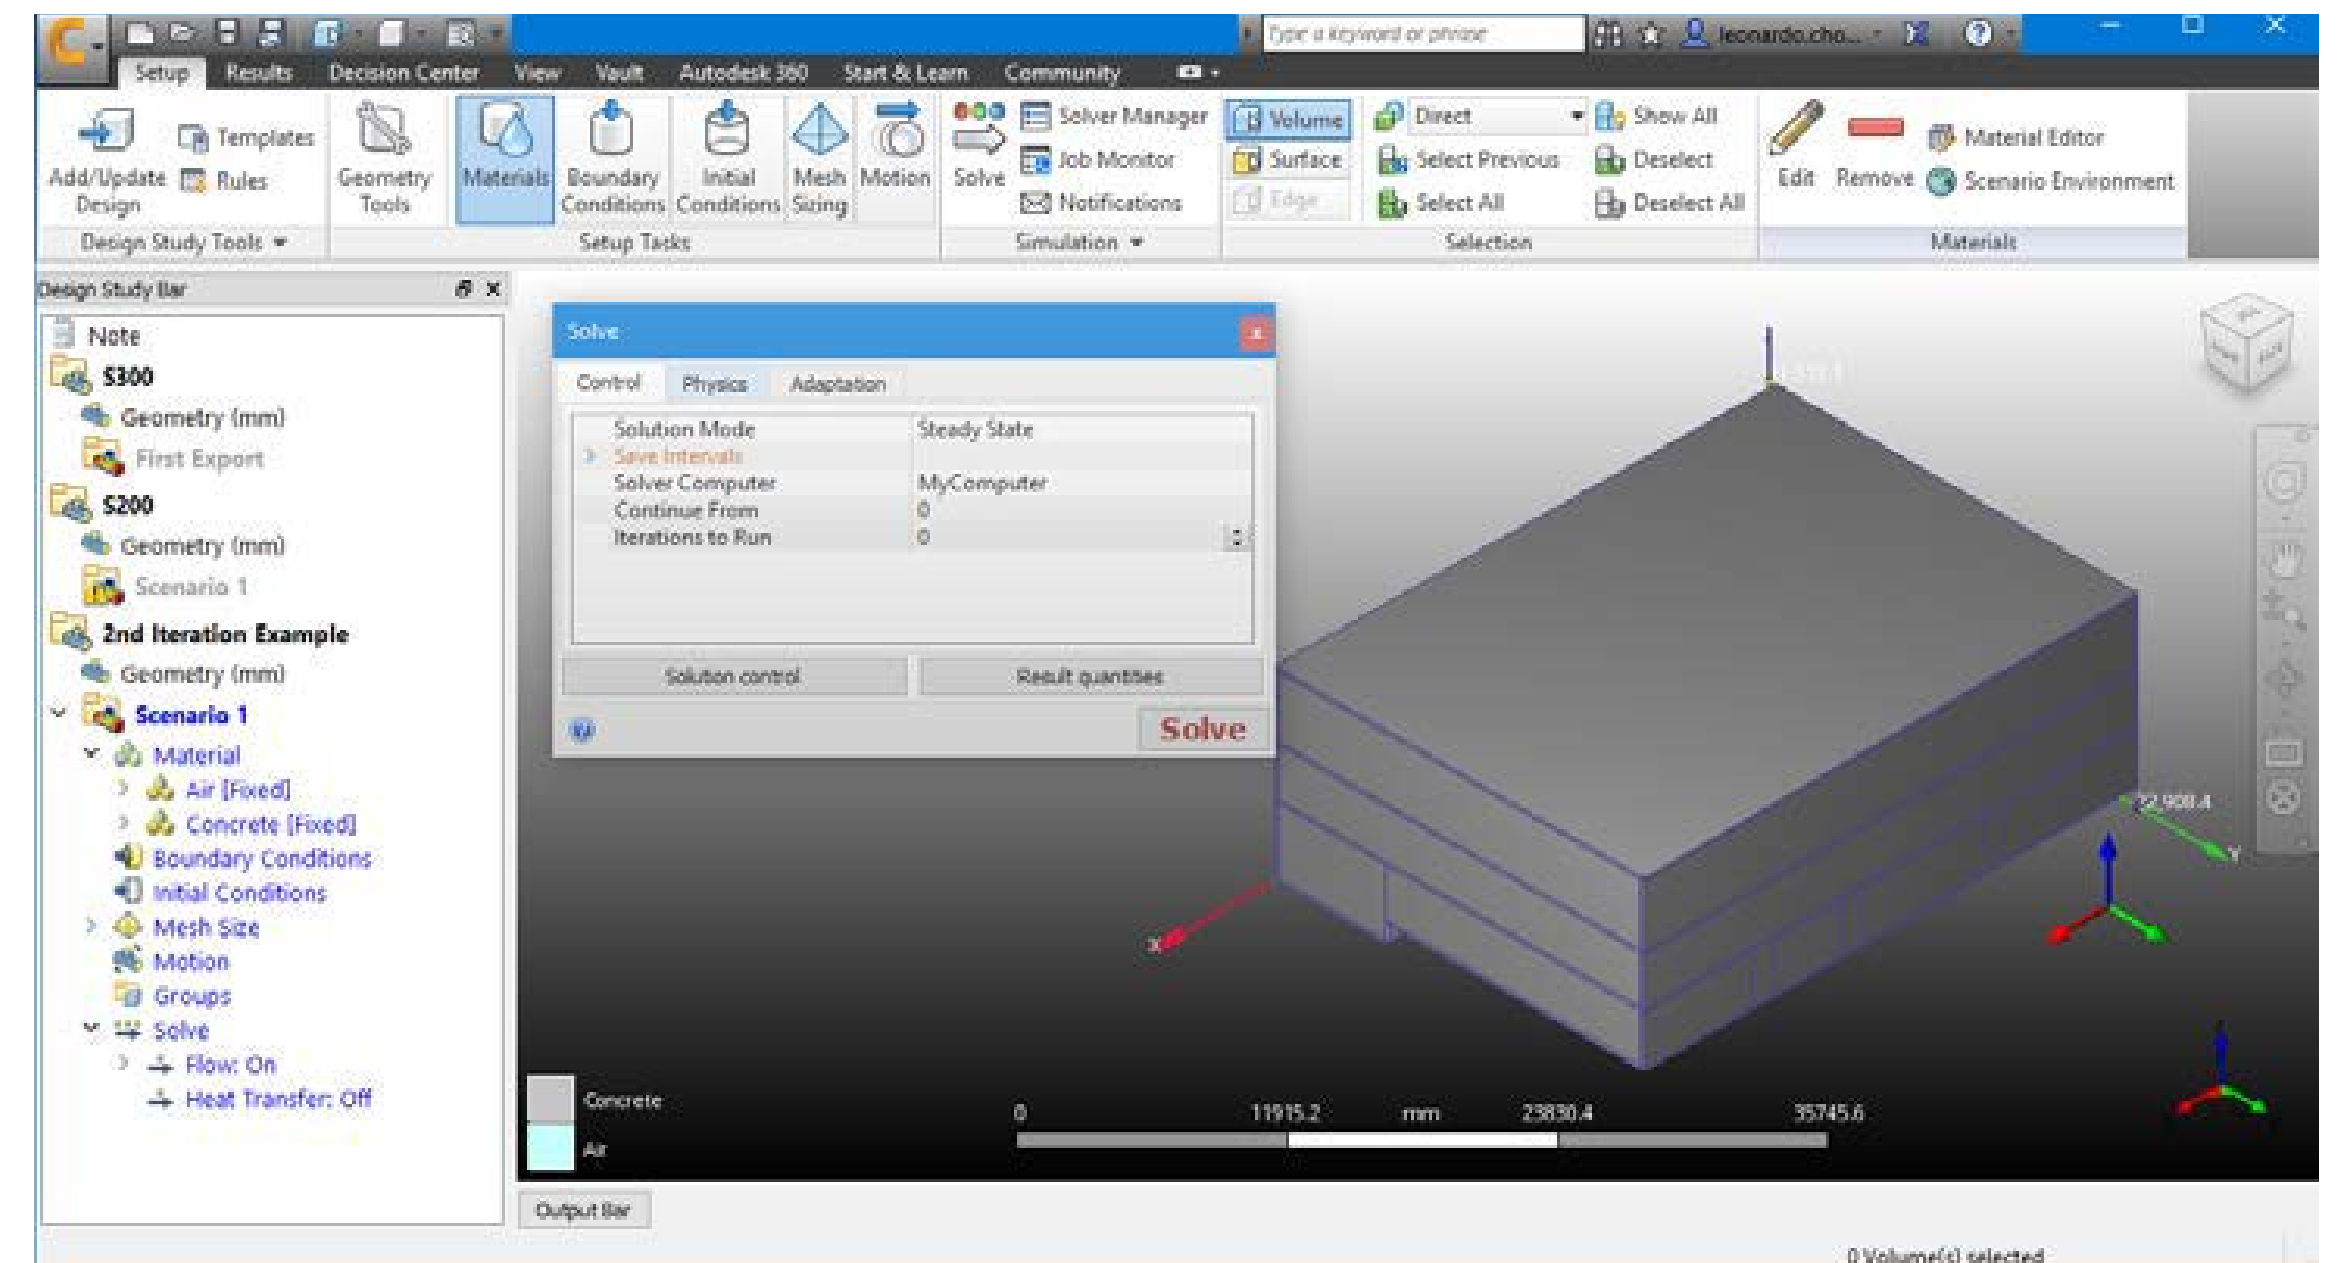 Type a keyword or phrase
leonardo.cho...
Setup Results Decision Center View Vault Autodesk 360 Start & Learn Community
Add/Update Design
Templates
Rules
Design Study Tools
Geometry Tools
Materials
Boundary Conditions
Initial Conditions
Mesh Sizing
Motion
Setup Tasks
Solve
Solver Manager
Job Monitor
Notifications
Simulation
Volume
Surface
Edge
Direct
Select Previous
Select All
Show All
Deselect
Deselect All
Selection
Edit
Remove
Material Editor
Scenario Environment
Materials
Design Study Bar
Note
S300
Geometry (mm)
First Export
S200
Geometry (mm)
Scenario 1
2nd Iteration Example
Geometry (mm)
Scenario 1
Material
Air [Fixed]
Concrete [Fixed]
Boundary Conditions
Initial Conditions
Mesh Size
Motion
Groups
Solve
Flow: On
Heat Transfer: Off
Solve
Control Physics Adaptation
Solution Mode Steady State
Save Intervals
Solver Computer MyComputer
Continue From 0
Iterations to Run 0
Solution control Result quantities
Solve
X
Y
Concrete
Air
0 11915.2 mm 23830.4 35745.6
Output Bar
0 Volume(s) selected